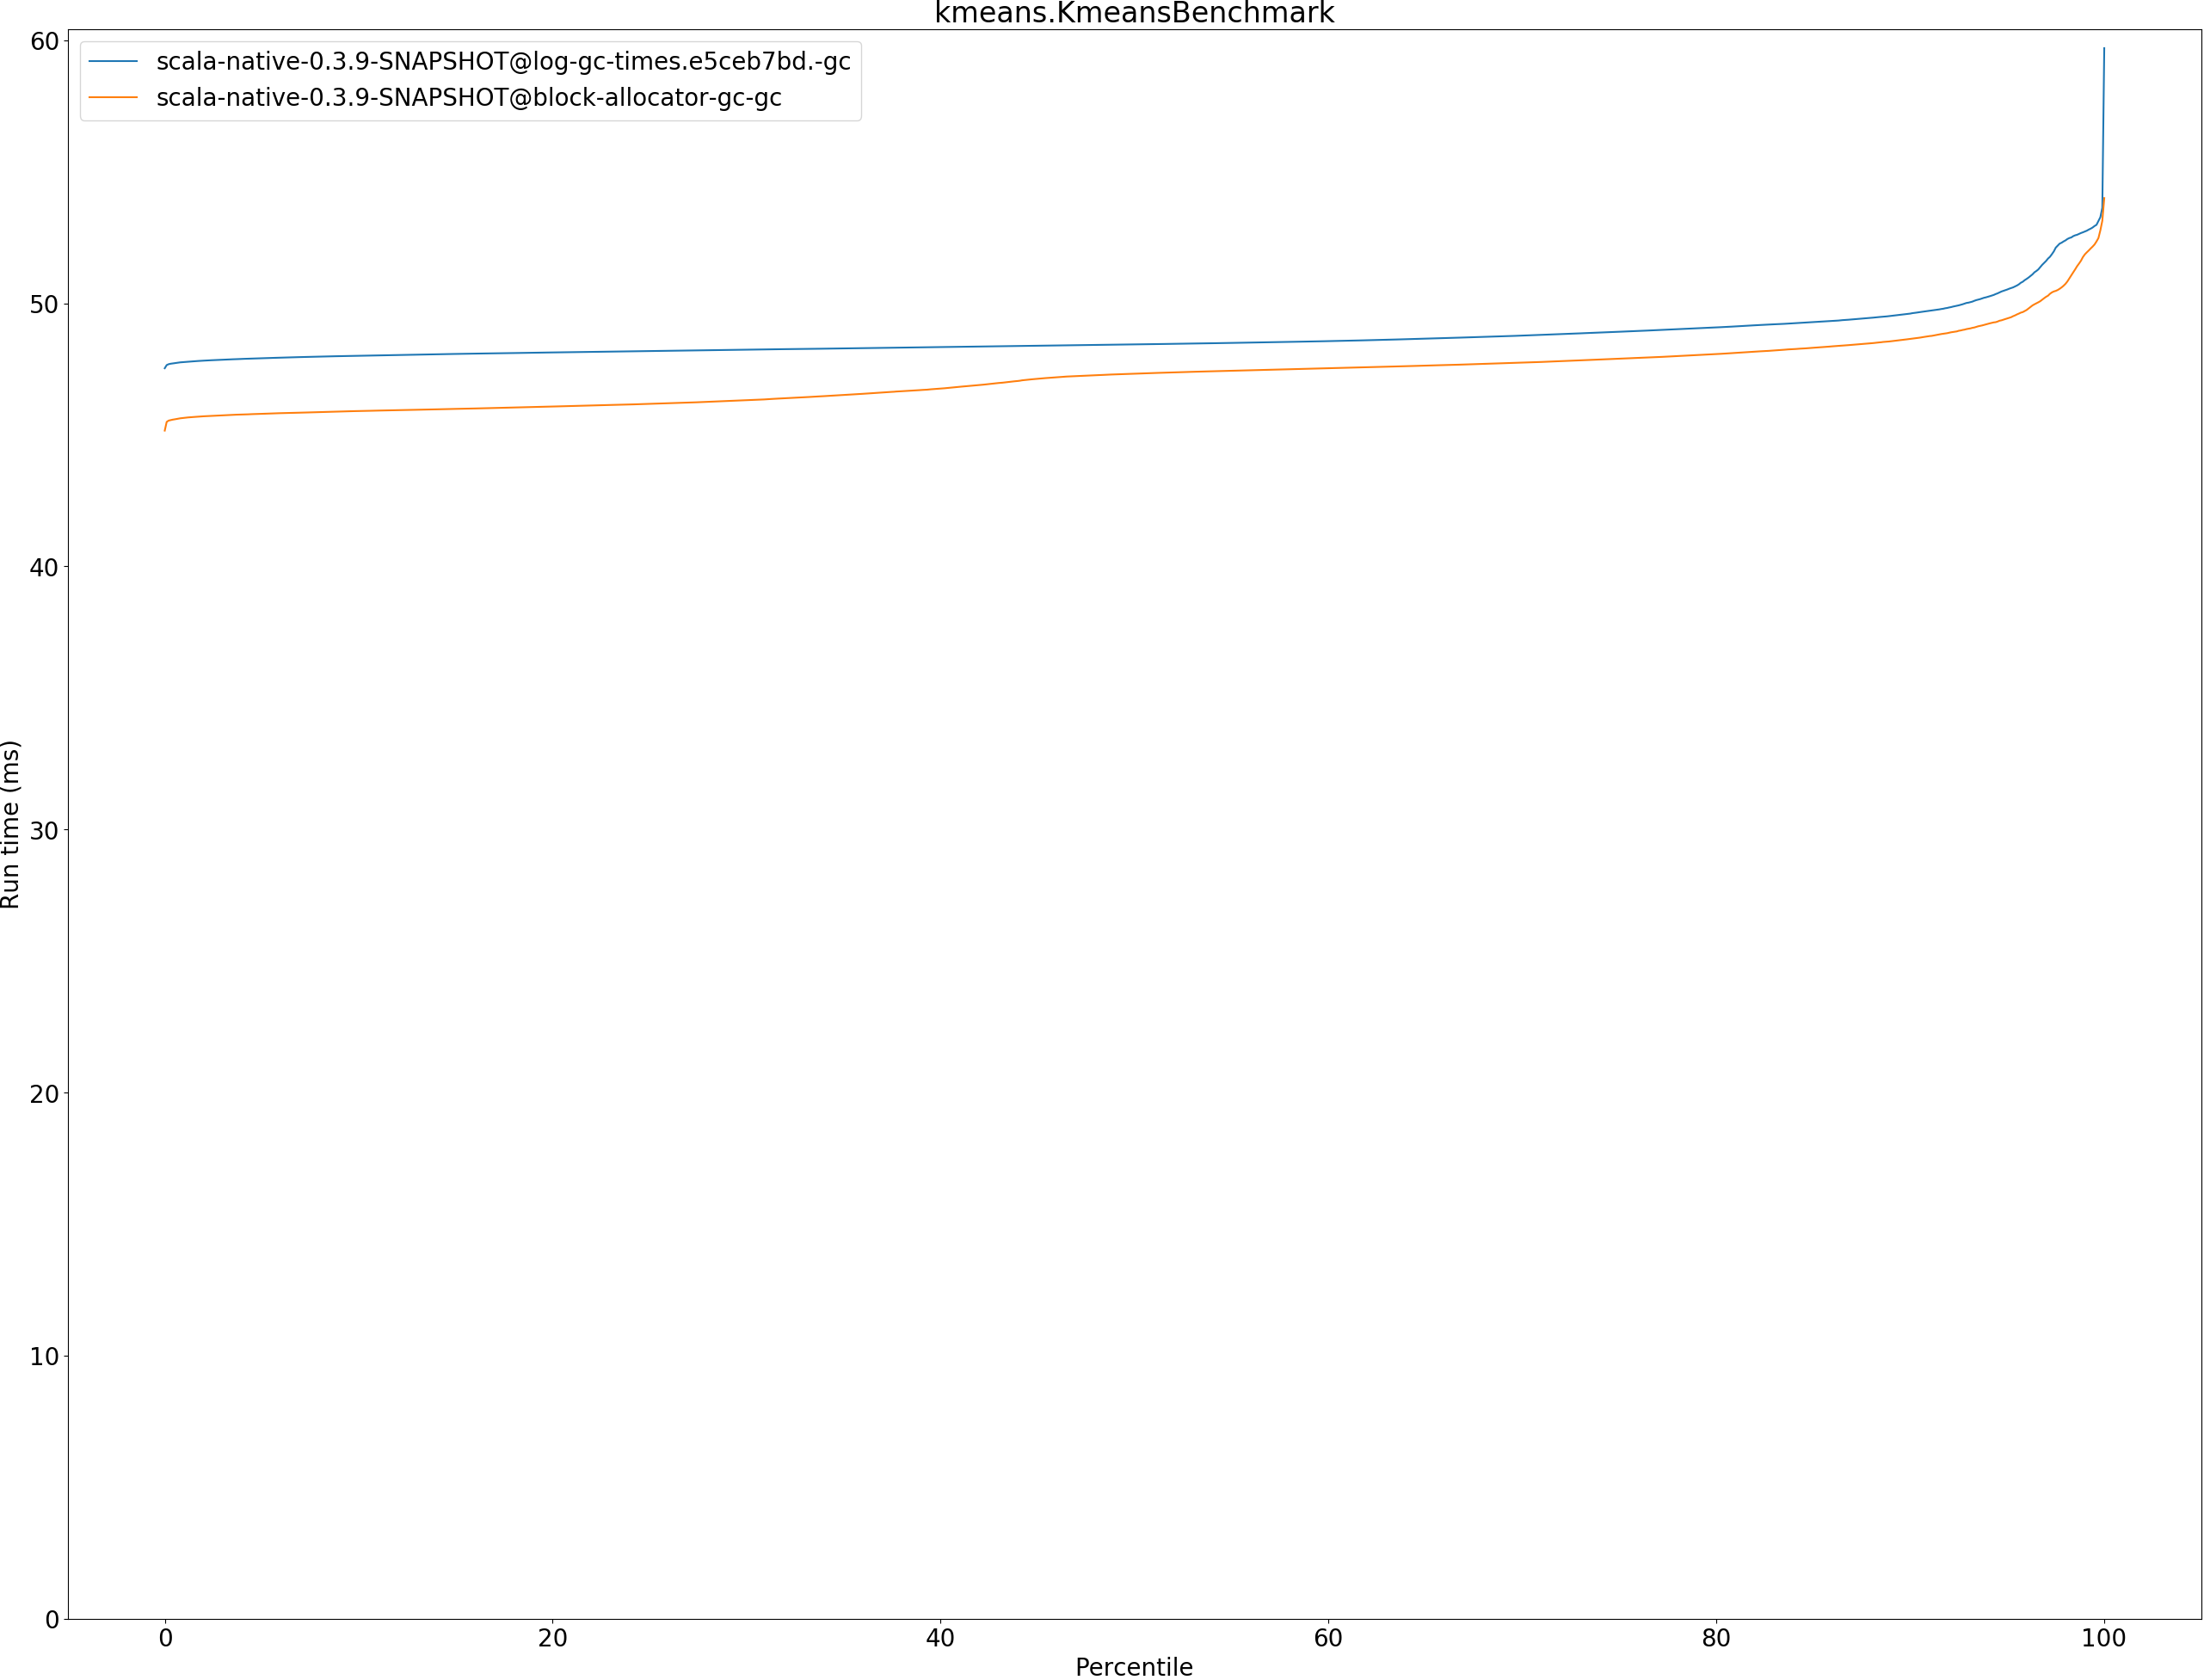 kmeans.KmeansBenchmark
scala-native-0.3.9-SNAPSHOT@log-gc-times.e5ceb7bd.-gc
scala-native-0.3.9-SNAPSHOT@block-allocator-gc-gc
60
50
40
30
20
10
0
Run time (ms)
0 20 40 60 80 100
Percentile